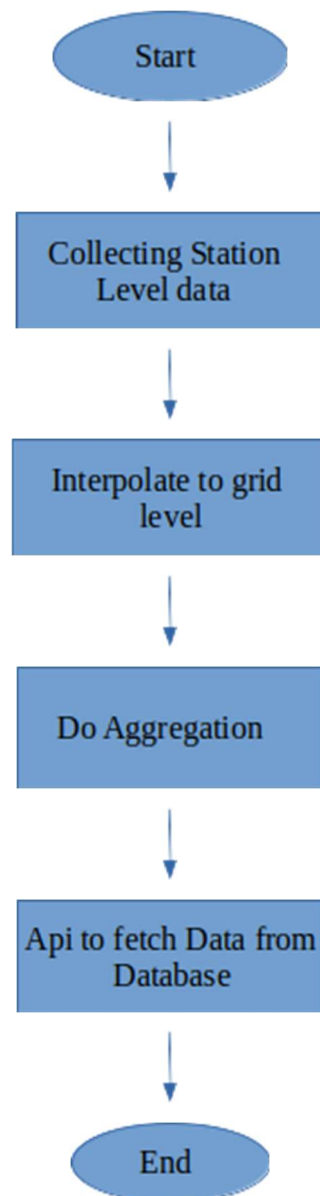 Start
Collecting Station
Level data
Interpolate to grid
level
Do Aggregation
Api to fetch Data from
Database
End